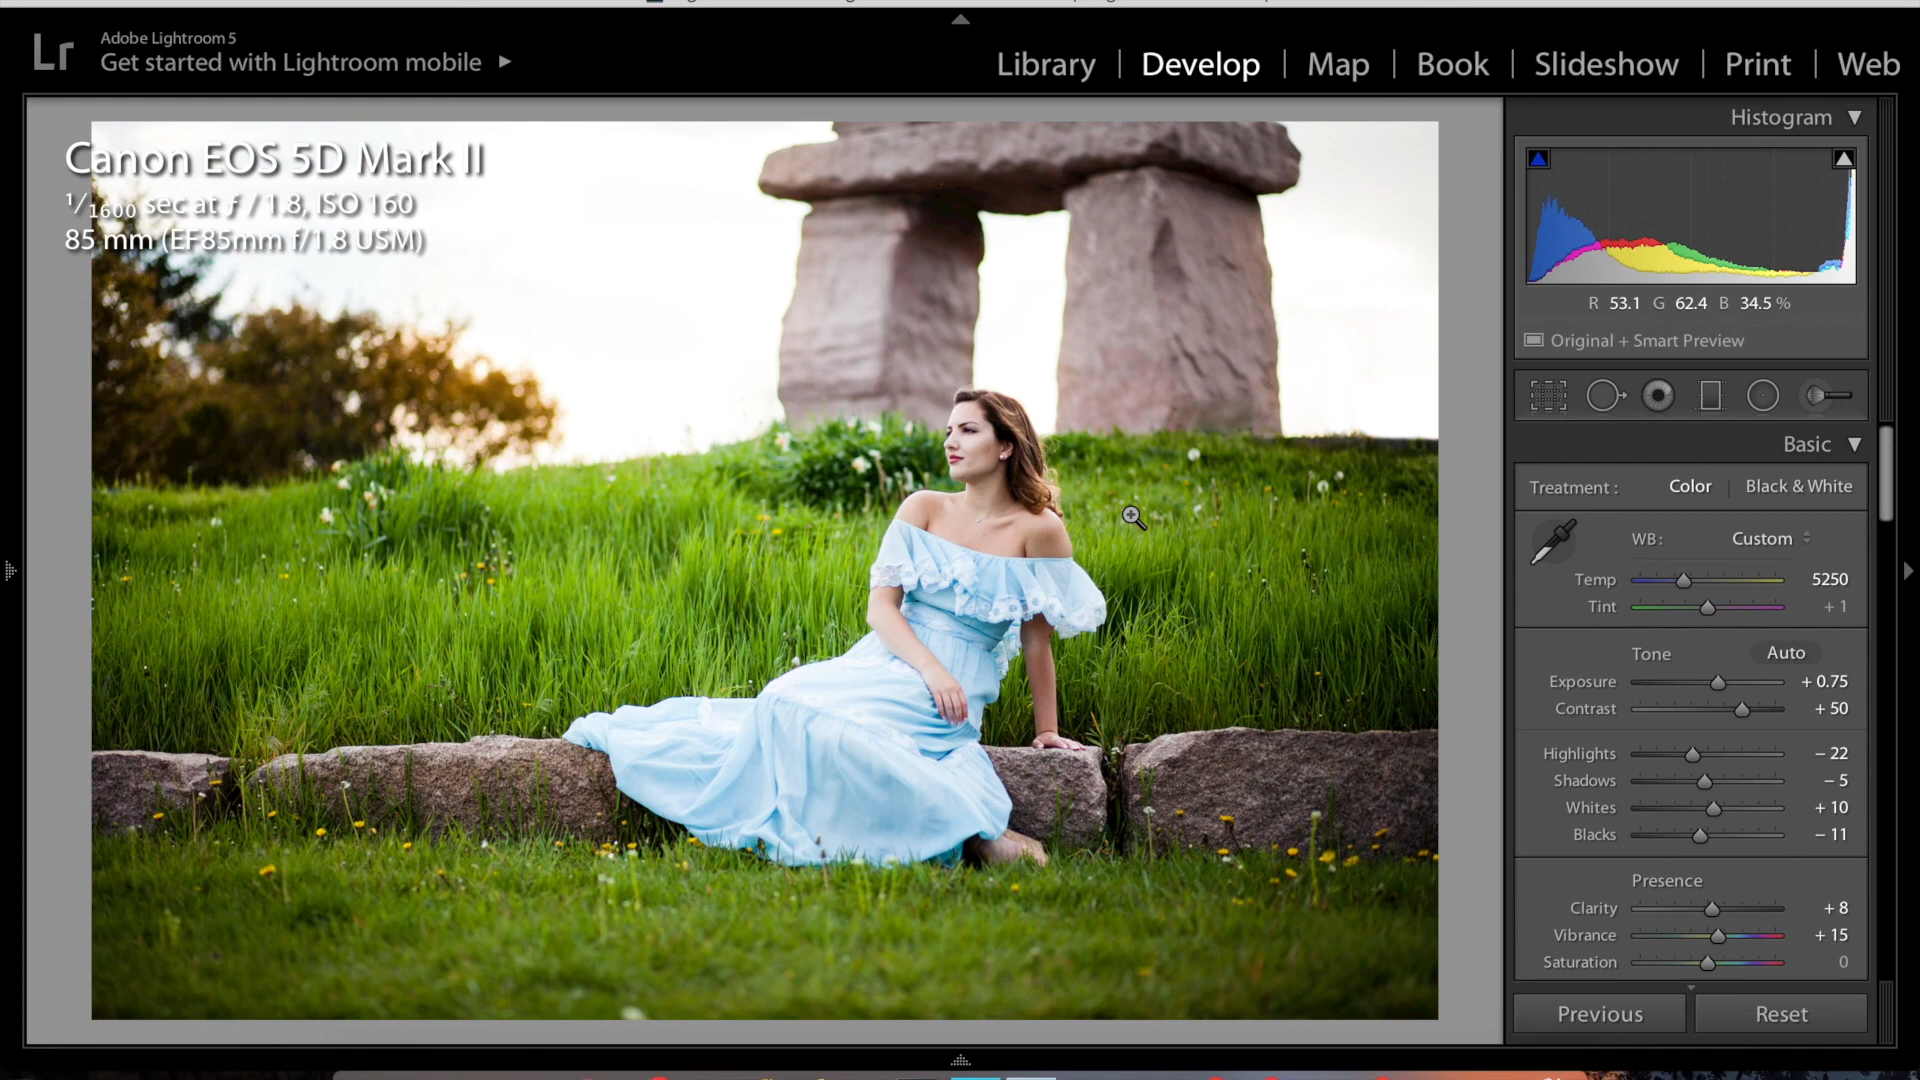 Lr
Adobe Lightroom 5
Get started with Lightroom mobile
Library | Develop | Map | Book | Slideshow | Print | Web
Canon EOS 5D Mark II
1/1600 sec at ƒ / 1.8, ISO 160
85 mm (EF85mm f/1.8 USM)
Histogram
R 53.1 G 62.4 B 34.5 %
Original + Smart Preview
Basic
Treatment : Color | Black & White
WB : Custom
Temp 5250
Tint + 1
Tone Auto
Exposure + 0.75
Contrast + 50
Highlights − 22
Shadows − 5
Whites + 10
Blacks − 11
Presence
Clarity + 8
Vibrance + 15
Saturation 0
Previous Reset